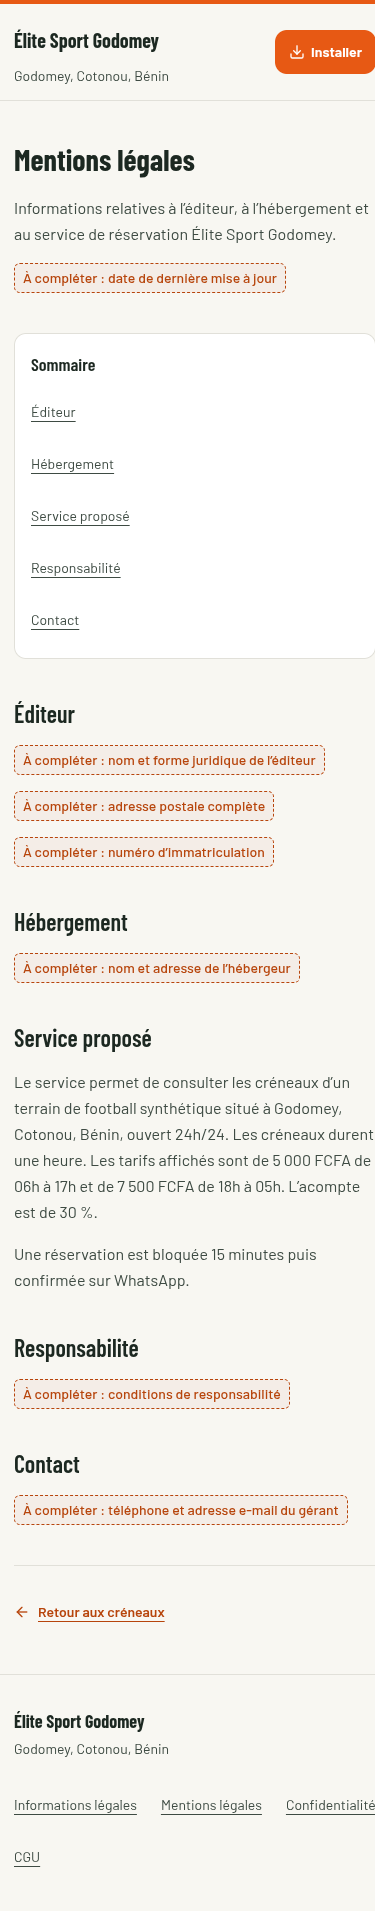 Élite Sport Godomey
Godomey, Cotonou, Bénin
Installer
Mentions légales
Informations relatives à l’éditeur, à l’hébergement et
au service de réservation Élite Sport Godomey.
À compléter : date de dernière mise à jour
Sommaire
Éditeur
Hébergement
Service proposé
Responsabilité
Contact
Éditeur
À compléter : nom et forme juridique de l’éditeur
À compléter : adresse postale complète
À compléter : numéro d’immatriculation
Hébergement
À compléter : nom et adresse de l’hébergeur
Service proposé
Le service permet de consulter les créneaux d’un
terrain de football synthétique situé à Godomey,
Cotonou, Bénin, ouvert 24h/24. Les créneaux durent
une heure. Les tarifs affichés sont de 5 000 FCFA de
06h à 17h et de 7 500 FCFA de 18h à 05h. L’acompte
est de 30 %.
Une réservation est bloquée 15 minutes puis
confirmée sur WhatsApp.
Responsabilité
À compléter : conditions de responsabilité
Contact
À compléter : téléphone et adresse e-mail du gérant
Retour aux créneaux
Élite Sport Godomey
Godomey, Cotonou, Bénin
Informations légales Mentions légales Confidentialité
CGU